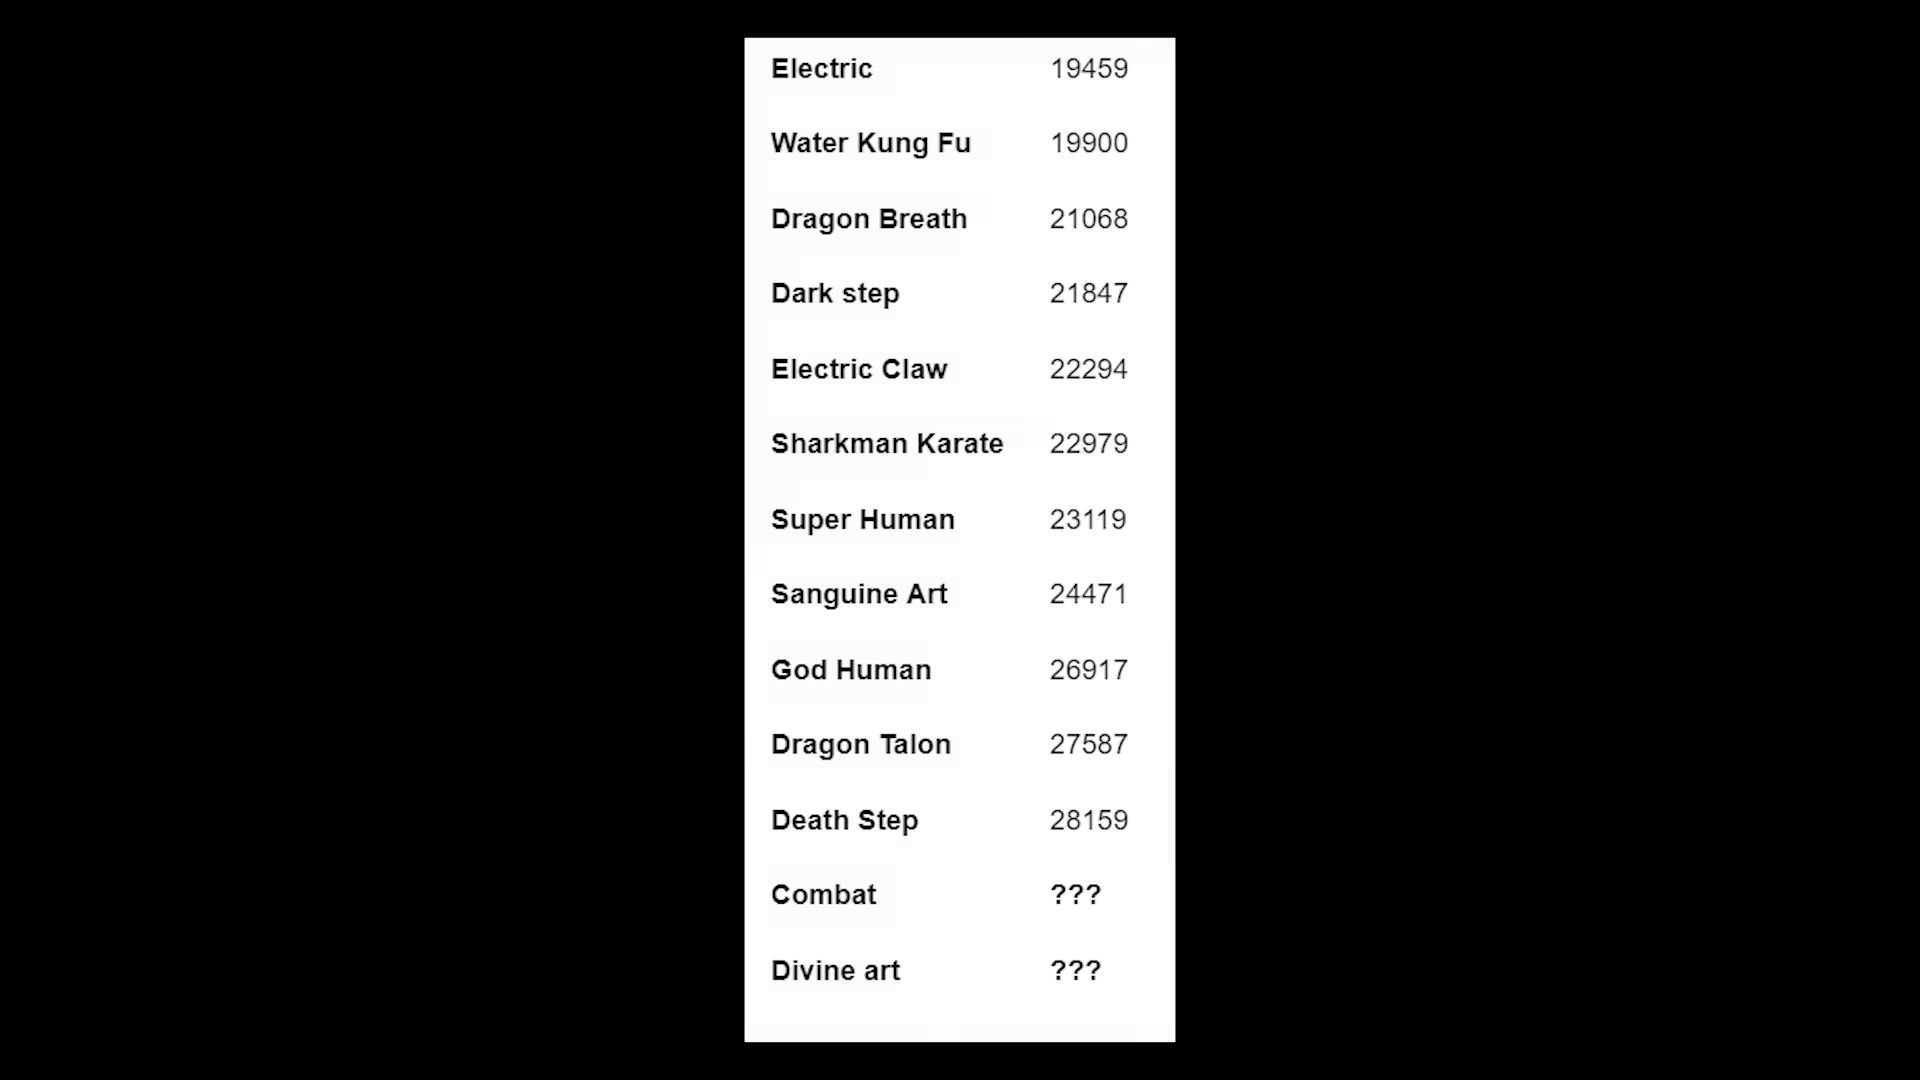 Electric 19459
Water Kung Fu 19900
Dragon Breath 21068
Dark step 21847
Electric Claw 22294
Sharkman Karate 22979
Super Human 23119
Sanguine Art 24471
God Human 26917
Dragon Talon 27587
Death Step 28159
Combat ???
Divine art ???